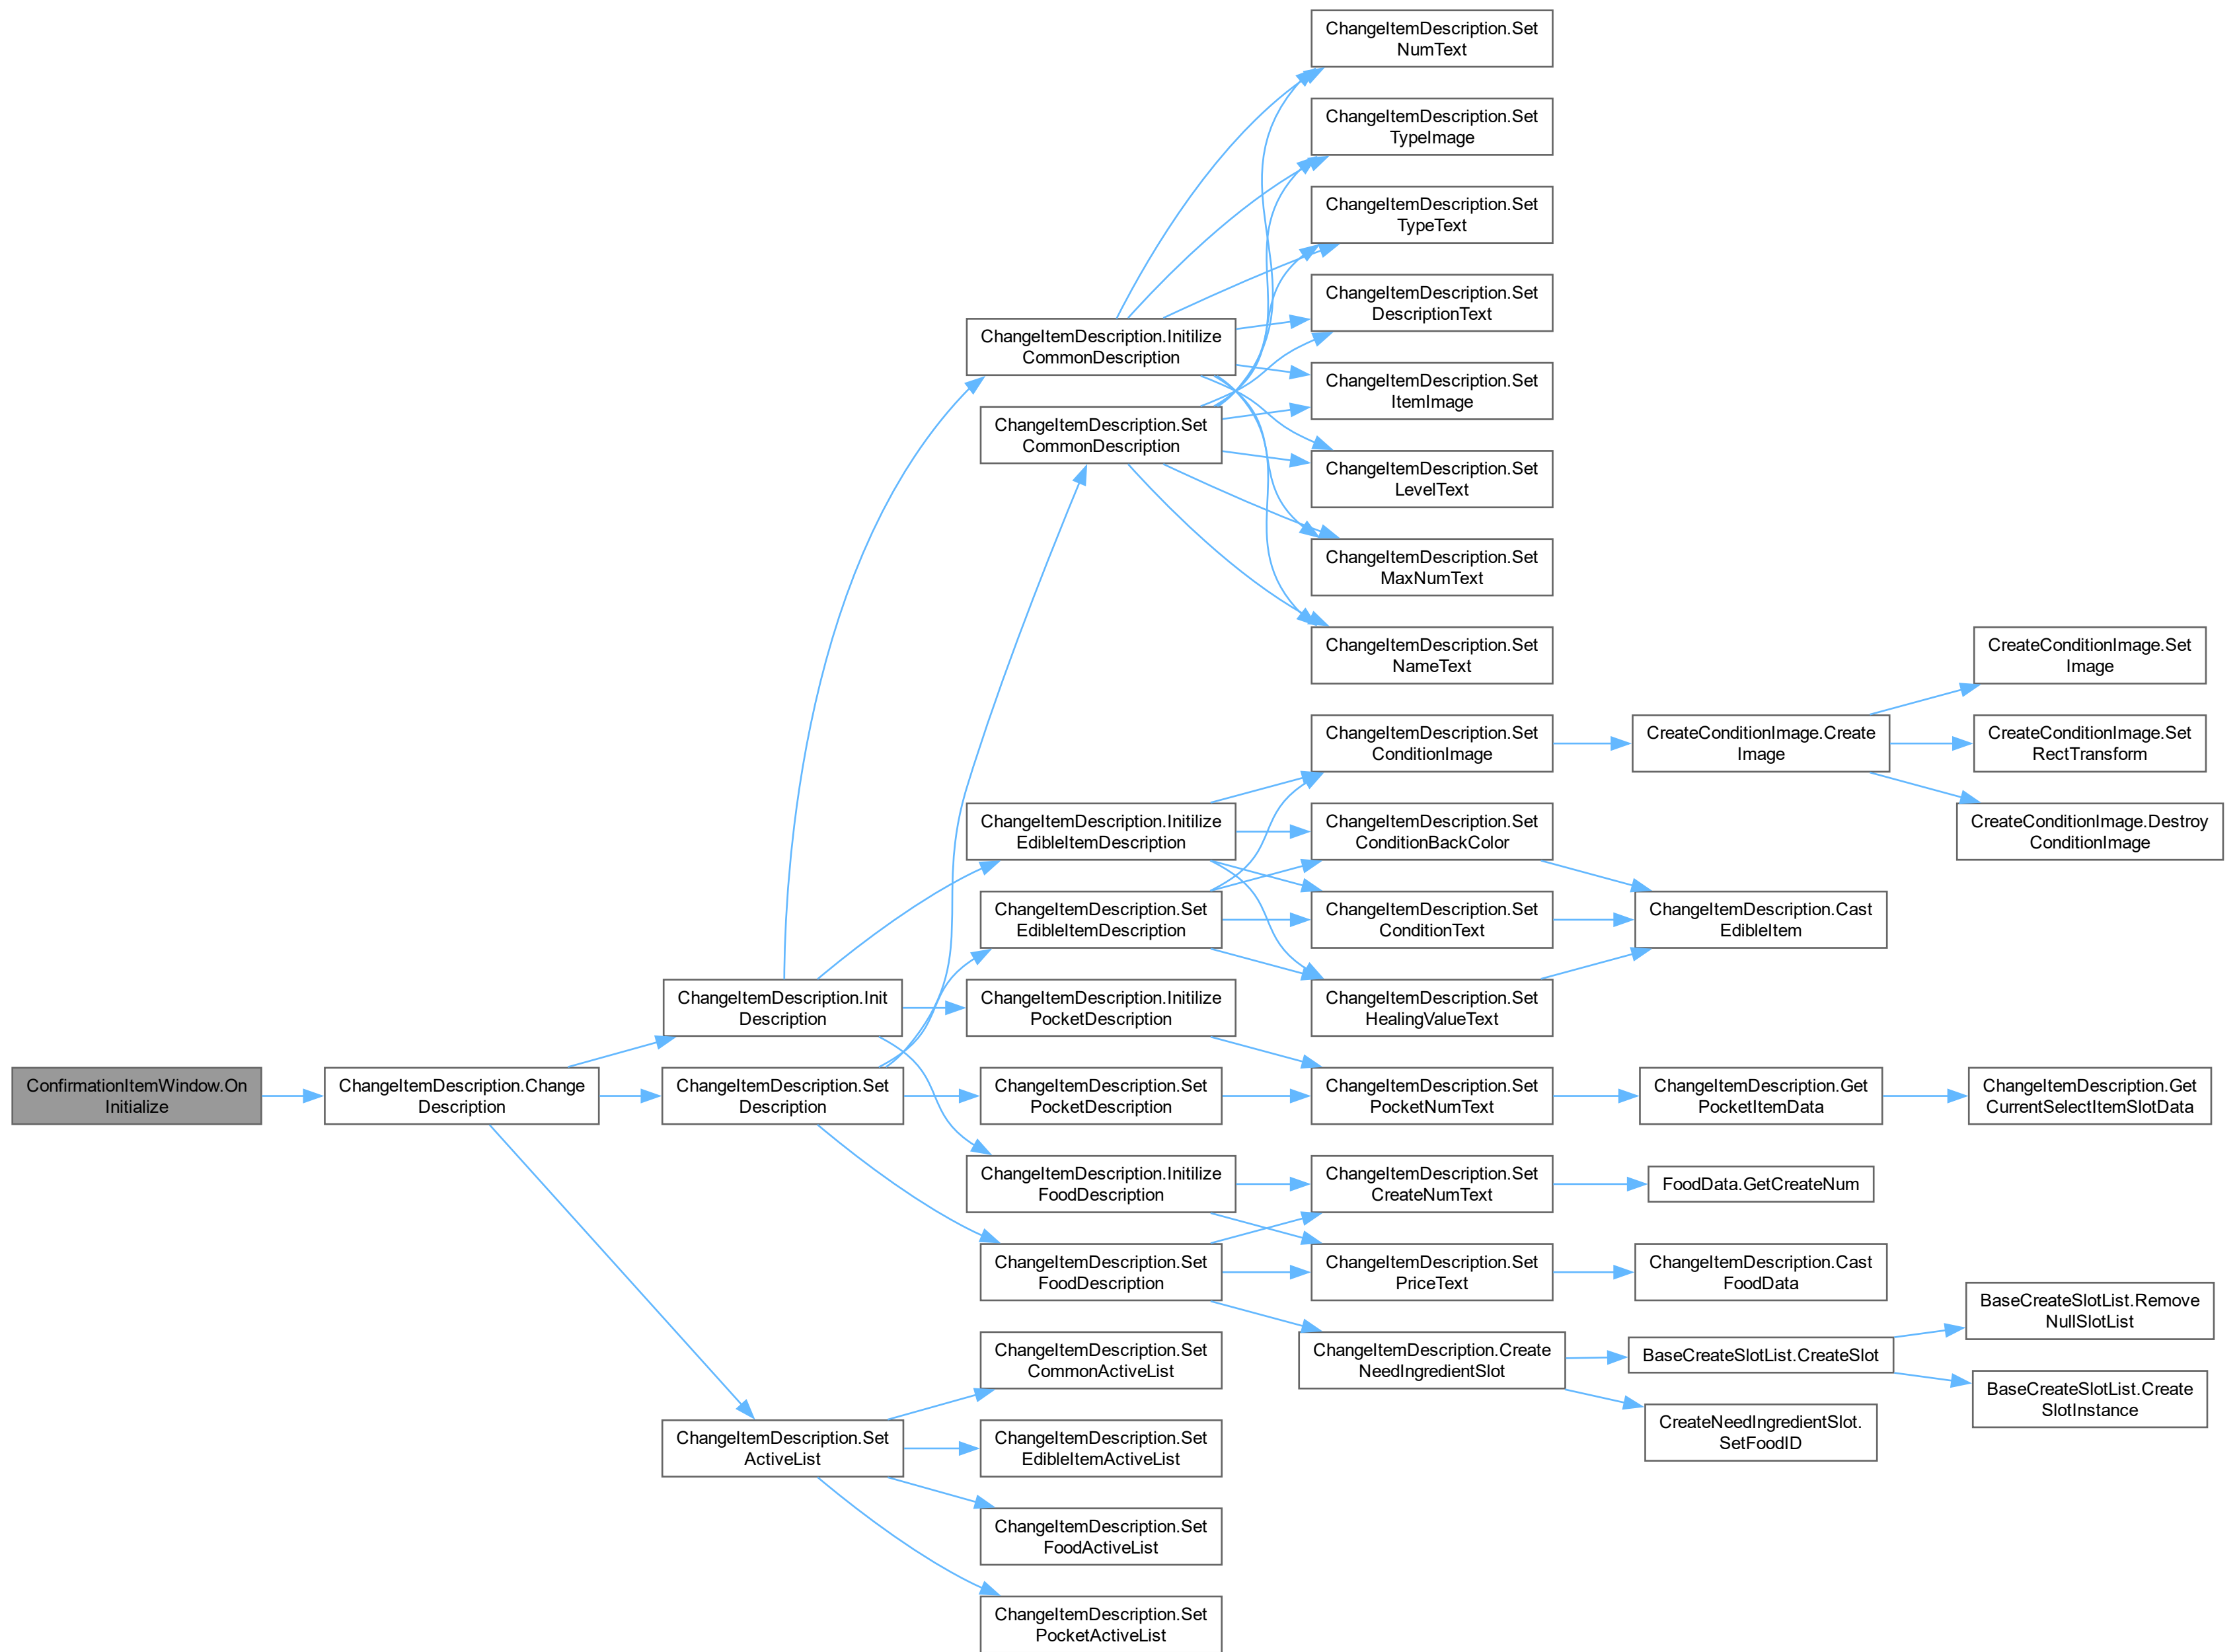 ChangeItemDescription.Set
NumText
ChangeItemDescription.Set
TypeImage
ChangeItemDescription.Set
TypeText
ChangeItemDescription.Set
DescriptionText
ChangeItemDescription.Initilize
CommonDescription
ChangeItemDescription.Set
ItemImage
ChangeItemDescription.Set
CommonDescription
ChangeItemDescription.Set
LevelText
ChangeItemDescription.Set
MaxNumText
ChangeItemDescription.Set
NameText
CreateConditionImage.Set
Image
ChangeItemDescription.Set
ConditionImage
CreateConditionImage.Create
Image
CreateConditionImage.Set
RectTransform
ChangeItemDescription.Initilize
EdibleItemDescription
ChangeItemDescription.Set
ConditionBackColor
CreateConditionImage.Destroy
ConditionImage
ChangeItemDescription.Set
EdibleItemDescription
ChangeItemDescription.Set
ConditionText
ChangeItemDescription.Cast
EdibleItem
ChangeItemDescription.Init
Description
ChangeItemDescription.Initilize
PocketDescription
ChangeItemDescription.Set
HealingValueText
ConfirmationItemWindow.On
Initialize
ChangeItemDescription.Change
Description
ChangeItemDescription.Set
Description
ChangeItemDescription.Set
PocketDescription
ChangeItemDescription.Set
PocketNumText
ChangeItemDescription.Get
PocketItemData
ChangeItemDescription.Get
CurrentSelectItemSlotData
ChangeItemDescription.Initilize
FoodDescription
ChangeItemDescription.Set
CreateNumText
FoodData.GetCreateNum
ChangeItemDescription.Set
FoodDescription
ChangeItemDescription.Set
PriceText
ChangeItemDescription.Cast
FoodData
BaseCreateSlotList.Remove
NullSlotList
ChangeItemDescription.Set
CommonActiveList
ChangeItemDescription.Create
NeedIngredientSlot
BaseCreateSlotList.CreateSlot
BaseCreateSlotList.Create
SlotInstance
ChangeItemDescription.Set
ActiveList
ChangeItemDescription.Set
EdibleItemActiveList
CreateNeedIngredientSlot.
SetFoodID
ChangeItemDescription.Set
FoodActiveList
ChangeItemDescription.Set
PocketActiveList